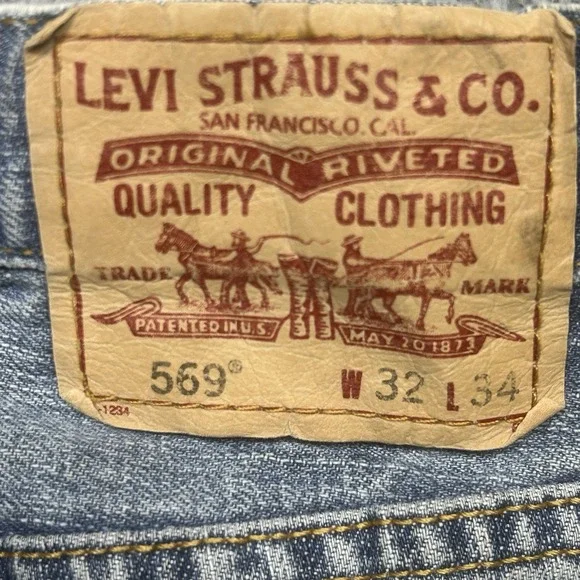 LEVI STRAUSS & CO.
SAN FRANCISCO. CAL.
ORIGINAL RIVETED
QUALITY CLOTHING
TRADE MARK
PATENTED IN U.S. MAY 20 1873
569® W 32 L 34
-1234